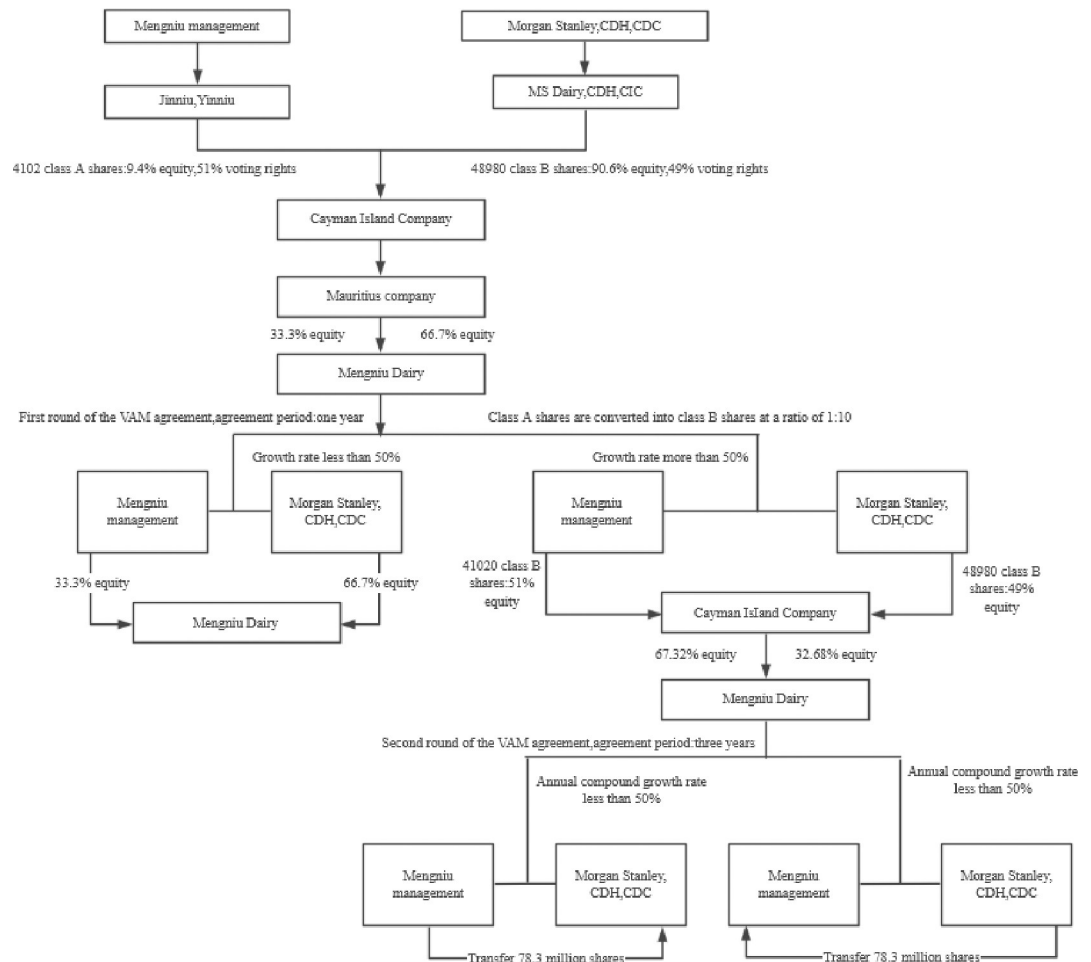 Mengniu management
Morgan Stanley,CDH,CDC
Jinniu,Yinniu
MS Dairy,CDH,CIC
4102 class A shares:9.4% equity,51% voting rights
48980 class B shares:90.6% equity,49% voting rights
Cayman Island Company
Mauritius company
33.3% equity
66.7% equity
Mengniu Dairy
First round of the VAM agreement,agreement period:one year
Class A shares are converted into class B shares at a ratio of 1:10
Growth rate less than 50%
Growth rate more than 50%
Mengniu
management
Morgan Stanley,
CDH,CDC
Mengniu
management
Morgan Stanley,
CDH,CDC
33.3% equity
66.7% equity
41020 class B
shares:51%
equity
48980 class B
shares:49%
equity
Mengniu Dairy
Cayman IsIand Company
67.32% equity
32.68% equity
Mengniu Dairy
Second round of the VAM agreement,agreement period:three years
Annual compound growth rate
less than 50%
Annual compound growth rate
less than 50%
Mengniu
management
Morgan Stanley,
CDH,CDC
Mengniu
management
Morgan Stanley,
CDH,CDC
Transfer 78.3 million shares
Transfer 78.3 million shares